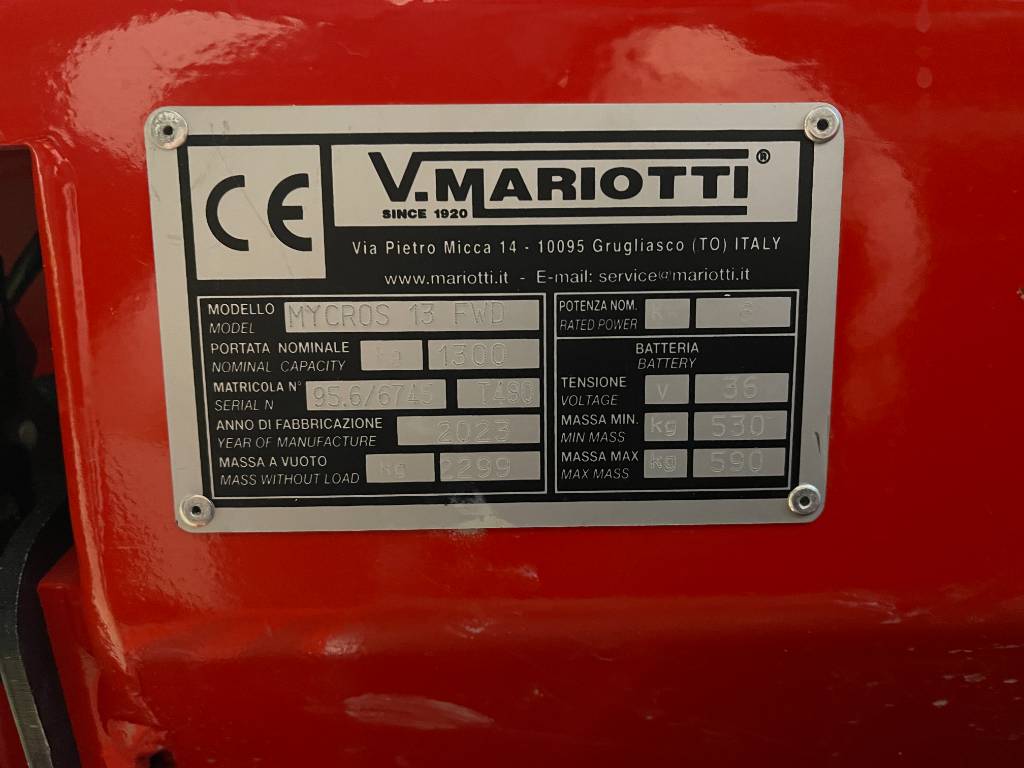 CE
V.MARIOTTI®
SINCE 1920
Via Pietro Micca 14 - 10095 Grugliasco (TO) ITALY
www.mariotti.it - E-mail: service@mariotti.it
MODELLO MYCROS 13 FWD
MODEL
PORTATA NOMINALE kg 1300
NOMINAL CAPACITY
MATRICOLA N° T480
SERIAL N
ANNO DI FABBRICAZIONE 2023
YEAR OF MANUFACTURE
MASSA A VUOTO kg 2299
MASS WITHOUT LOAD
POTENZA NOM.
RATED POWER
BATTERIA
BATTERY
TENSIONE V 36
VOLTAGE
MASSA MIN. kg 530
MIN MASS
MASSA MAX kg 590
MAX MASS